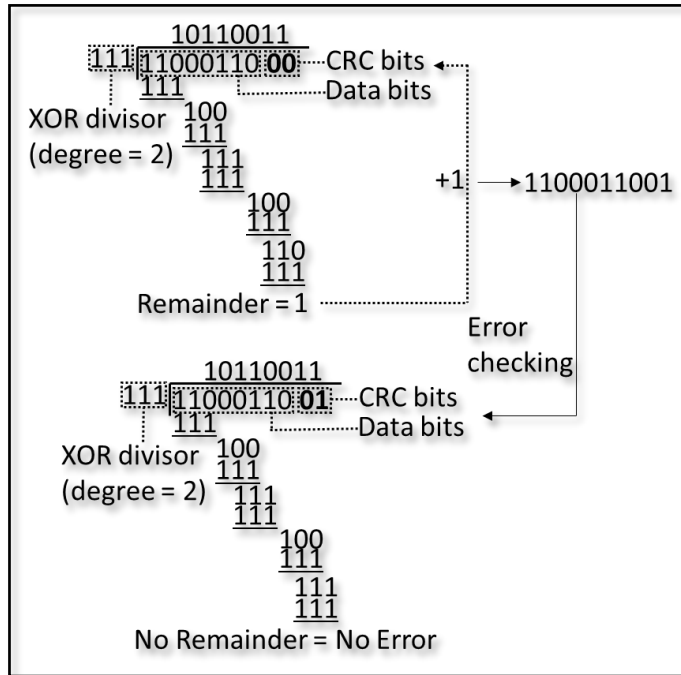 10110011
111 11000110 00 CRC bits
111 Data bits
XOR divisor
(degree = 2)
100
111
111
111
100
111
110
111
Remainder = 1
+1
1100011001
Error
checking
10110011
111 11000110 01 CRC bits
111 Data bits
XOR divisor
(degree = 2)
100
111
111
111
100
111
111
111
No Remainder = No Error